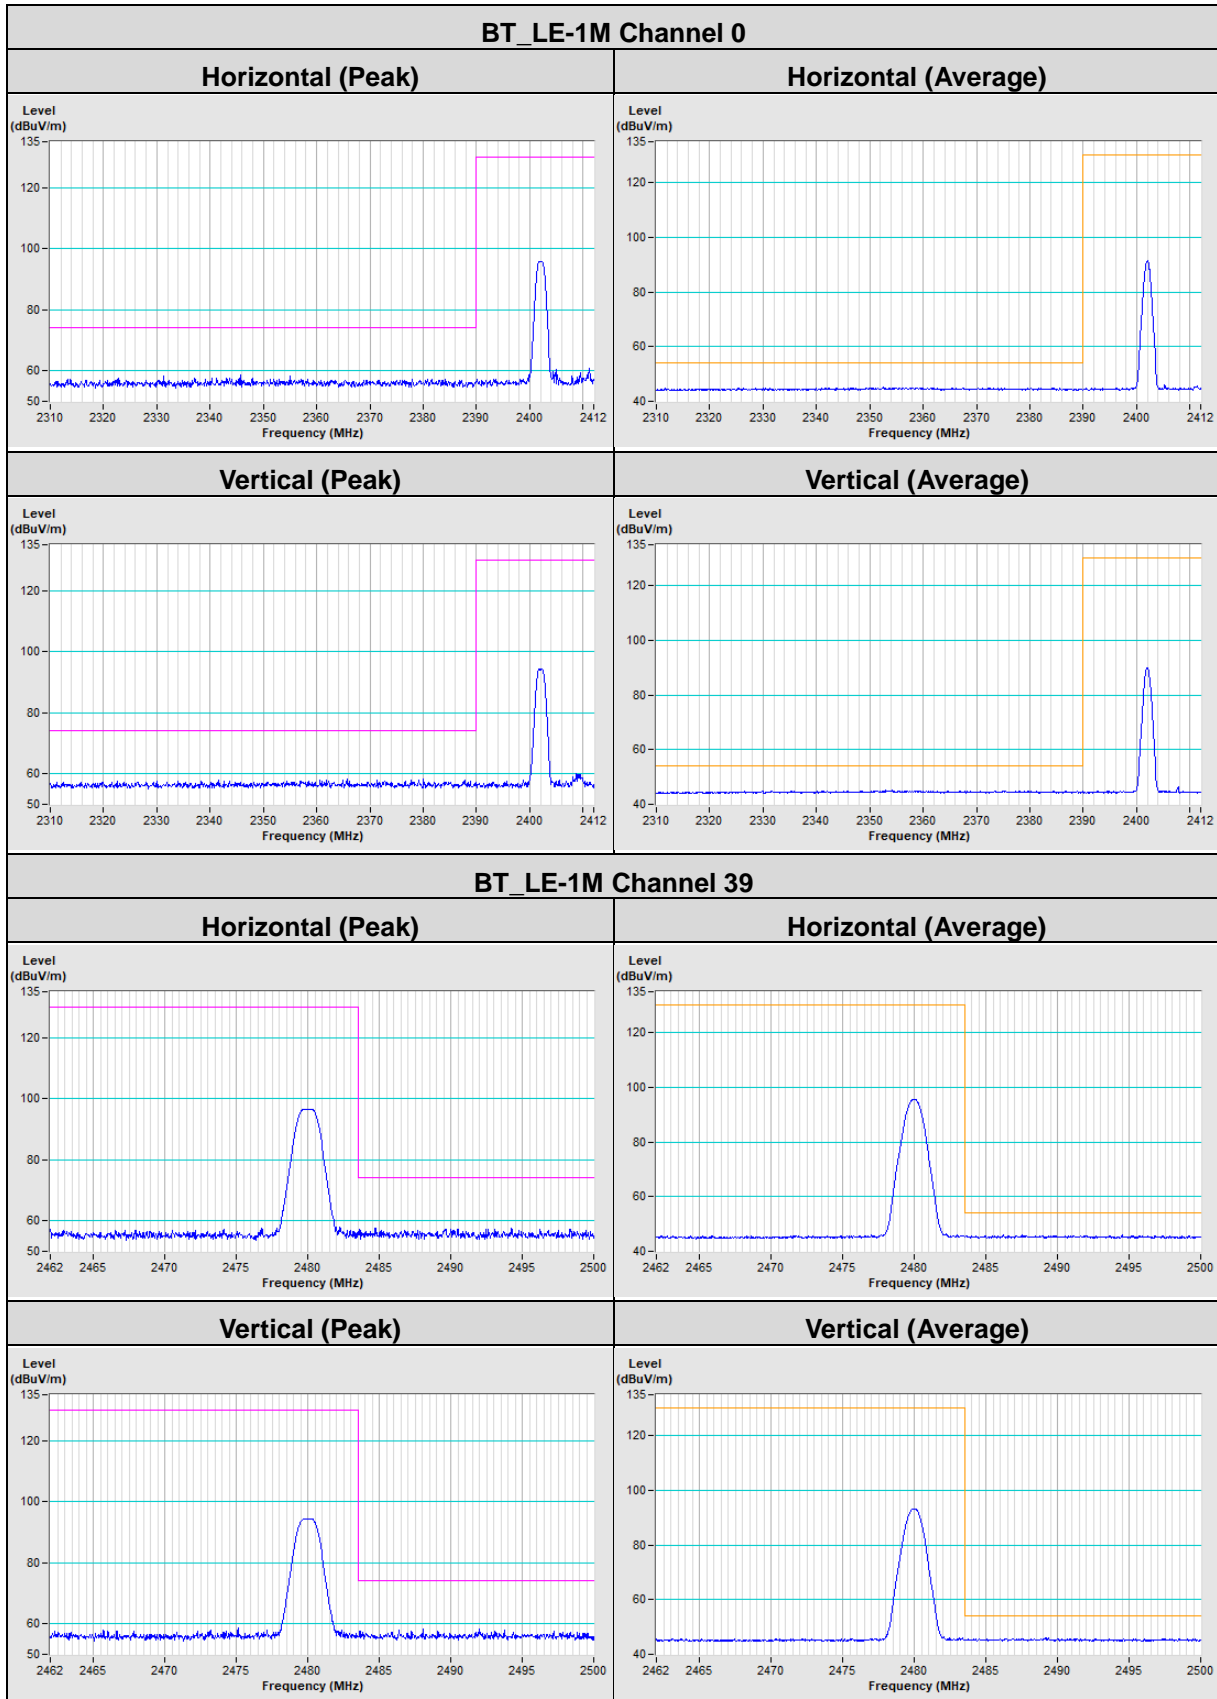 BT_LE-1M Channel 0
Horizontal (Peak) Horizontal (Average)
Level
(dBuV/m)
135
120
100
80
60
50
2310 2320 2330 2340 2350 2360 2370 2380 2390 2400 2412
Frequency (MHz)
Level
(dBuV/m)
135
120
100
80
60
40
2310 2320 2330 2340 2350 2360 2370 2380 2390 2400 2412
Frequency (MHz)
Vertical (Peak) Vertical (Average)
Level
(dBuV/m)
135
120
100
80
60
50
2310 2320 2330 2340 2350 2360 2370 2380 2390 2400 2412
Frequency (MHz)
Level
(dBuV/m)
135
120
100
80
60
40
2310 2320 2330 2340 2350 2360 2370 2380 2390 2400 2412
Frequency (MHz)
BT_LE-1M Channel 39
Horizontal (Peak) Horizontal (Average)
Level
(dBuV/m)
135
120
100
80
60
50
2462 2465 2470 2475 2480 2485 2490 2495 2500
Frequency (MHz)
Level
(dBuV/m)
135
120
100
80
60
40
2462 2465 2470 2475 2480 2485 2490 2495 2500
Frequency (MHz)
Vertical (Peak) Vertical (Average)
Level
(dBuV/m)
135
120
100
80
60
50
2462 2465 2470 2475 2480 2485 2490 2495 2500
Frequency (MHz)
Level
(dBuV/m)
135
120
100
80
60
40
2462 2465 2470 2475 2480 2485 2490 2495 2500
Frequency (MHz)